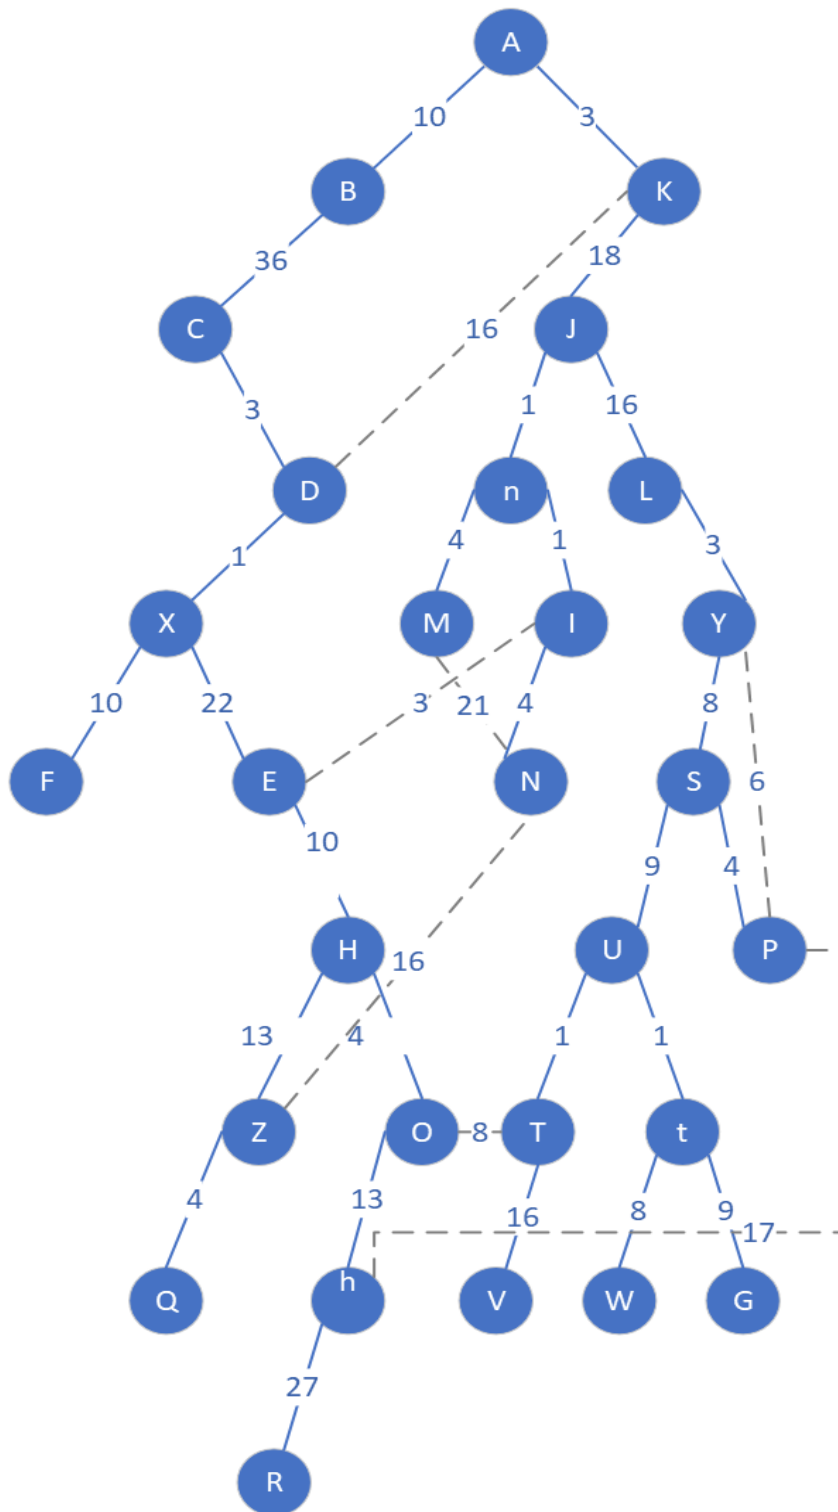 A
10 3
B K
36 18
C 16 J
3 1 16
D n L
1 4 1 3
X M I Y
10 22 3 21 4 8
F E N S 6
10 9 4
H 16 U P
13 4 1 1
Z O 8 T t
4 13 16 8 9 17
Q h V W G
27
R